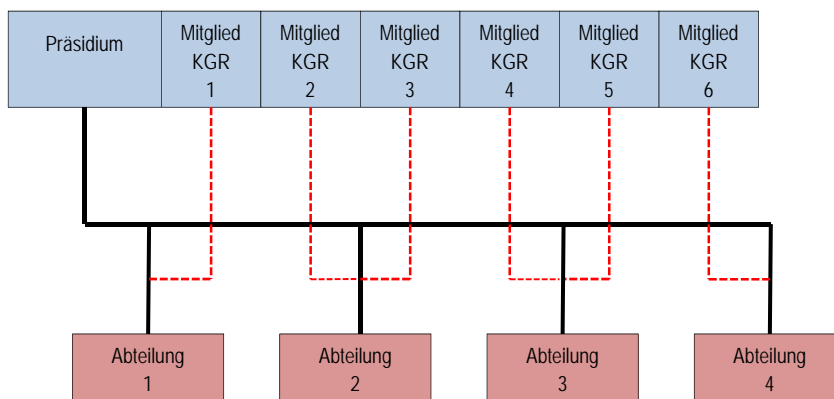 Präsidium
Mitglied
KGR
1
Mitglied
KGR
2
Mitglied
KGR
3
Mitglied
KGR
4
Mitglied
KGR
5
Mitglied
KGR
6
Abteilung
1
Abteilung
2
Abteilung
3
Abteilung
4